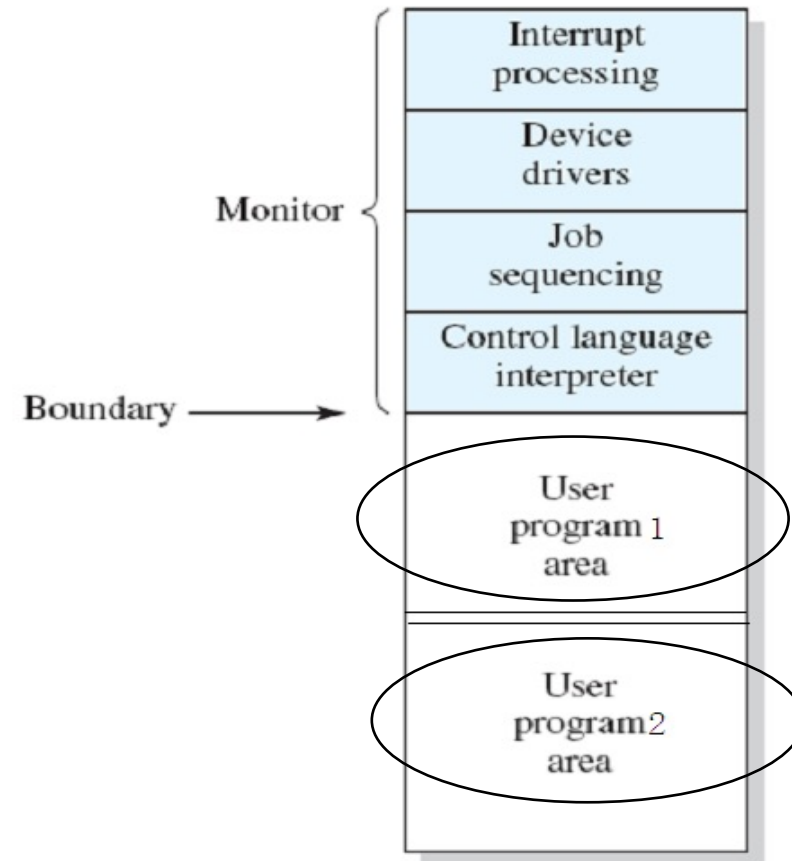 Interrupt
processing
Device
drivers
Monitor
Job
sequencing
Control language
interpreter
Boundary
User
program 1
area
User
program2
area